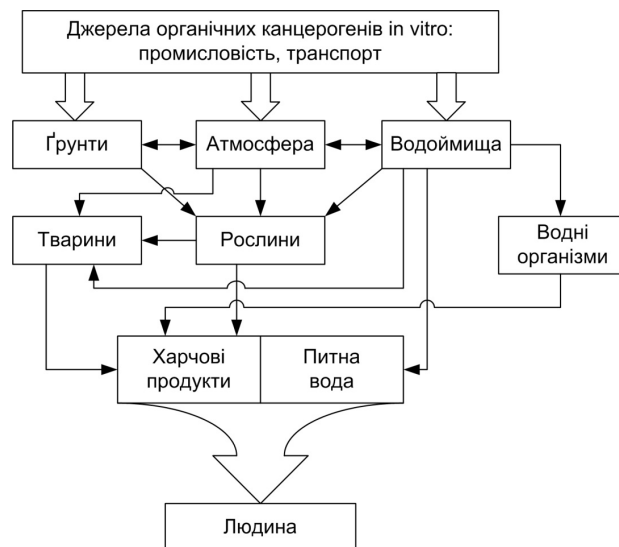 Джерела органічних канцерогенів in vitro:
промисловість, транспорт
Ґрунти
Атмосфера
Водоймища
Тварини
Рослини
Водні
організми
Харчові
продукти
Питна
вода
Людина